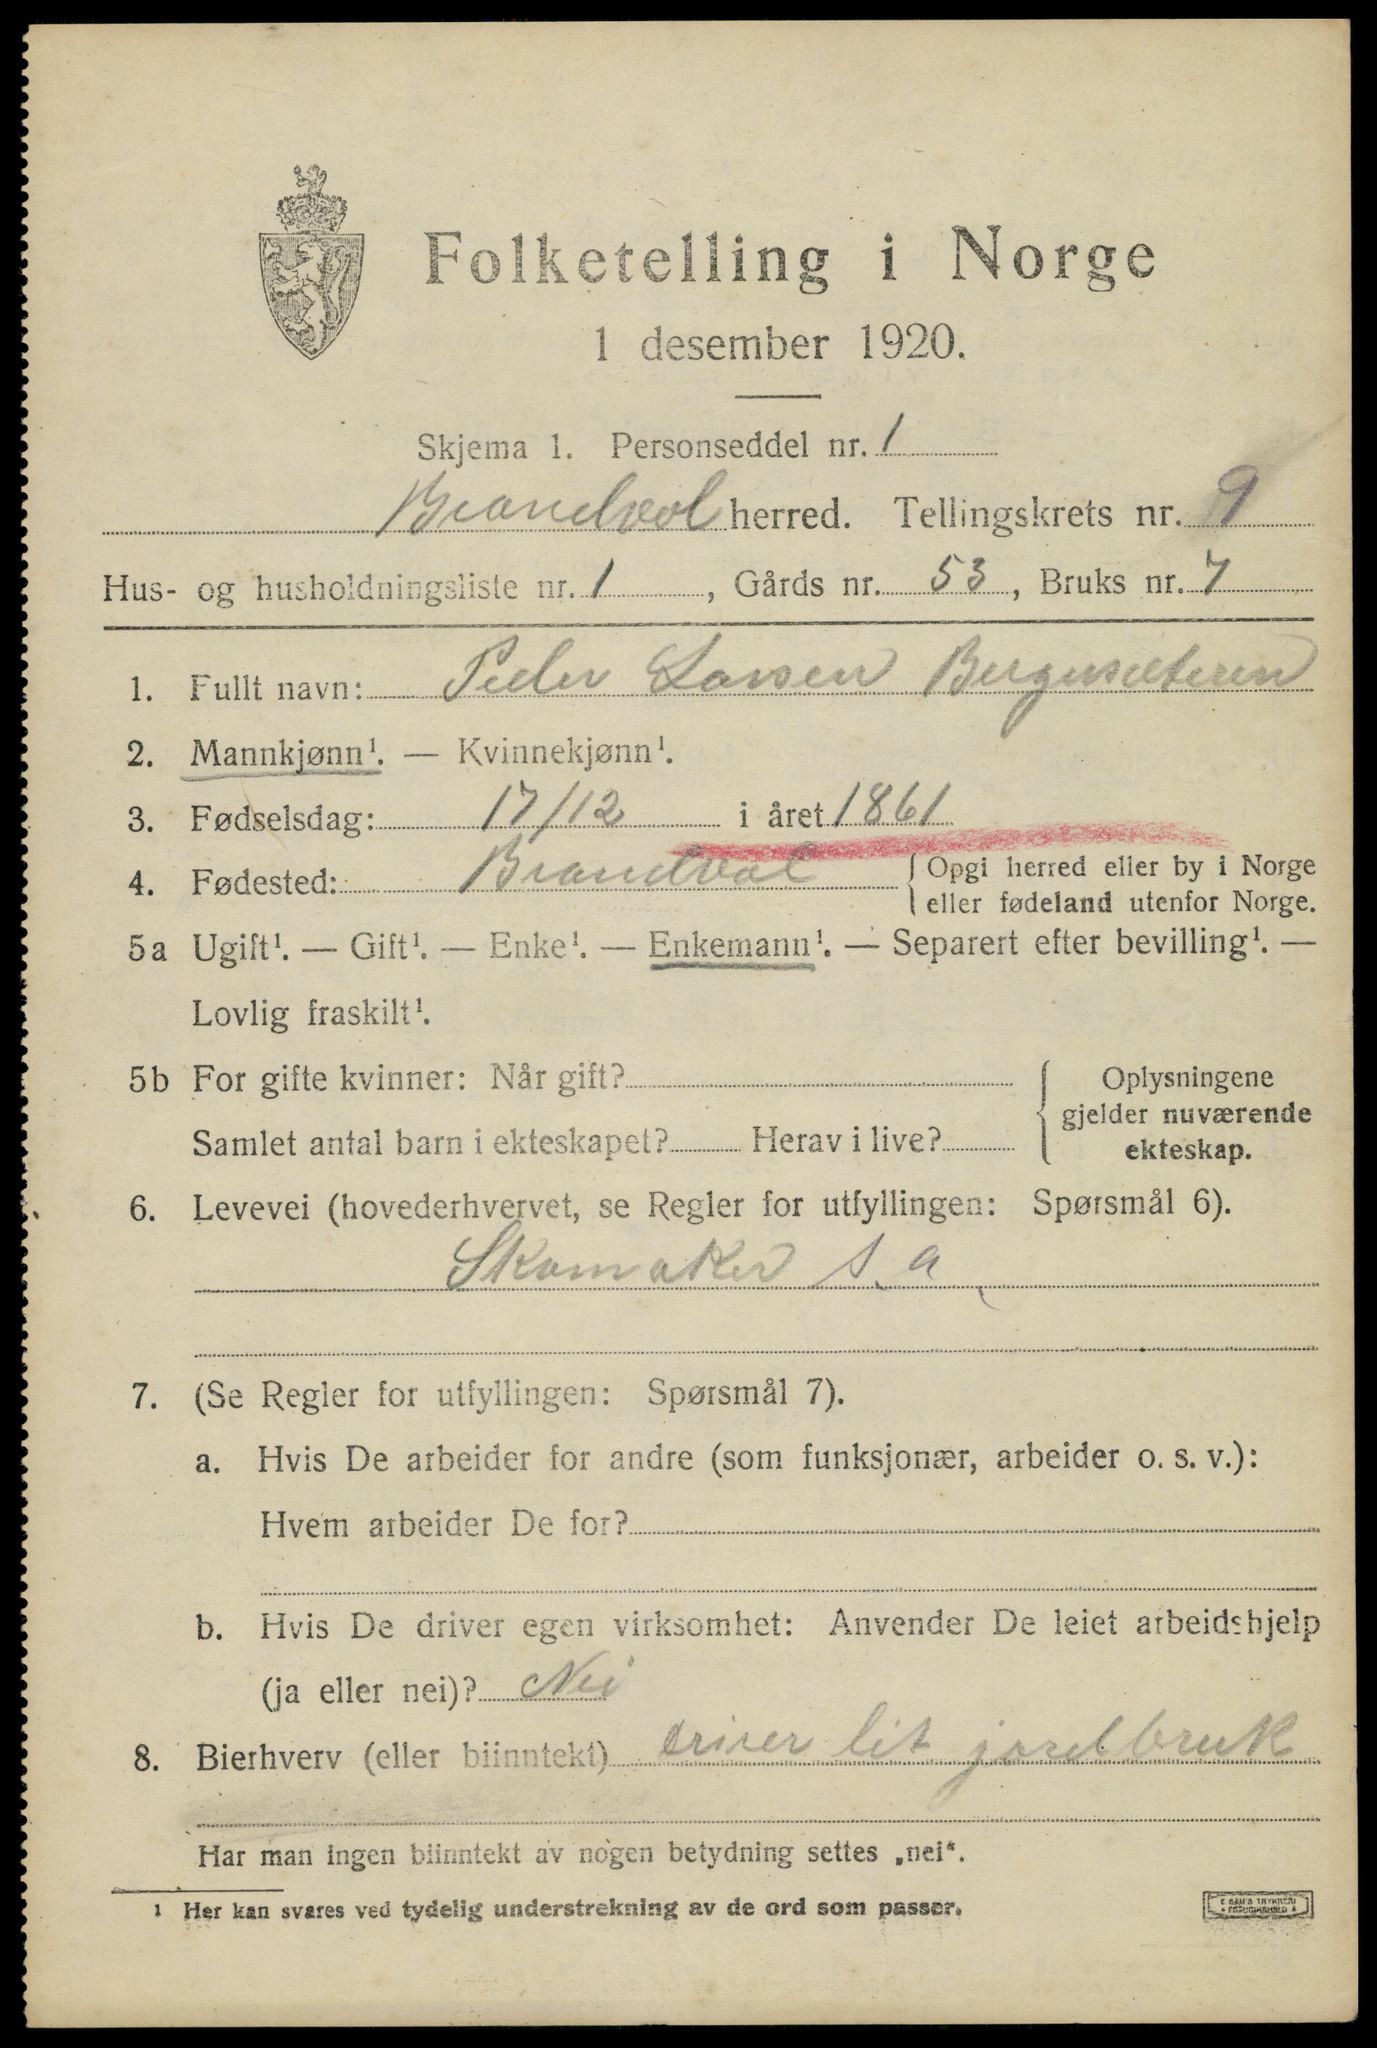 Folketelling i Norge
1 desember 1920.
Skjema 1. Personseddel nr. 1
Brandvol herred. Tellingskrets nr. 9
Hus- og husholdningsliste nr. 1, Gårds nr. 53, Bruks nr. 7
1. Fullt navn: Peder Larsen Bergersæteren
2. Mannkjønn¹. — Kvinnekjønn¹.
3. Fødselsdag: 17/12 i året 1861
4. Fødested: Brandvol { Opgi herred eller by i Norge
eller fødeland utenfor Norge.
5a Ugift¹. — Gift¹. — Enke¹. — Enkemann¹. — Separert efter bevilling¹. —
Lovlig fraskilt¹.
5b For gifte kvinner: Når gift? { Oplysningene
gjelder nuværende
Samlet antal barn i ekteskapet? Herav i live? ekteskap.
6. Levevei (hovederhvervet, se Regler for utfyllingen: Spørsmål 6).
Skomaker s. a
7. (Se Regler for utfyllingen: Spørsmål 7).
a. Hvis De arbeider for andre (som funksjonær, arbeider o. s. v.):
Hvem arbeider De for?
b. Hvis De driver egen virksomhet: Anvender De leiet arbeidshjelp
(ja eller nei)? Nei
8. Bierhverv (eller biinntekt) driver lit jordbruk
Har man ingen biinntekt av nogen betydning settes „nei“.
1 Her kan svares ved tydelig understrekning av de ord som passer.